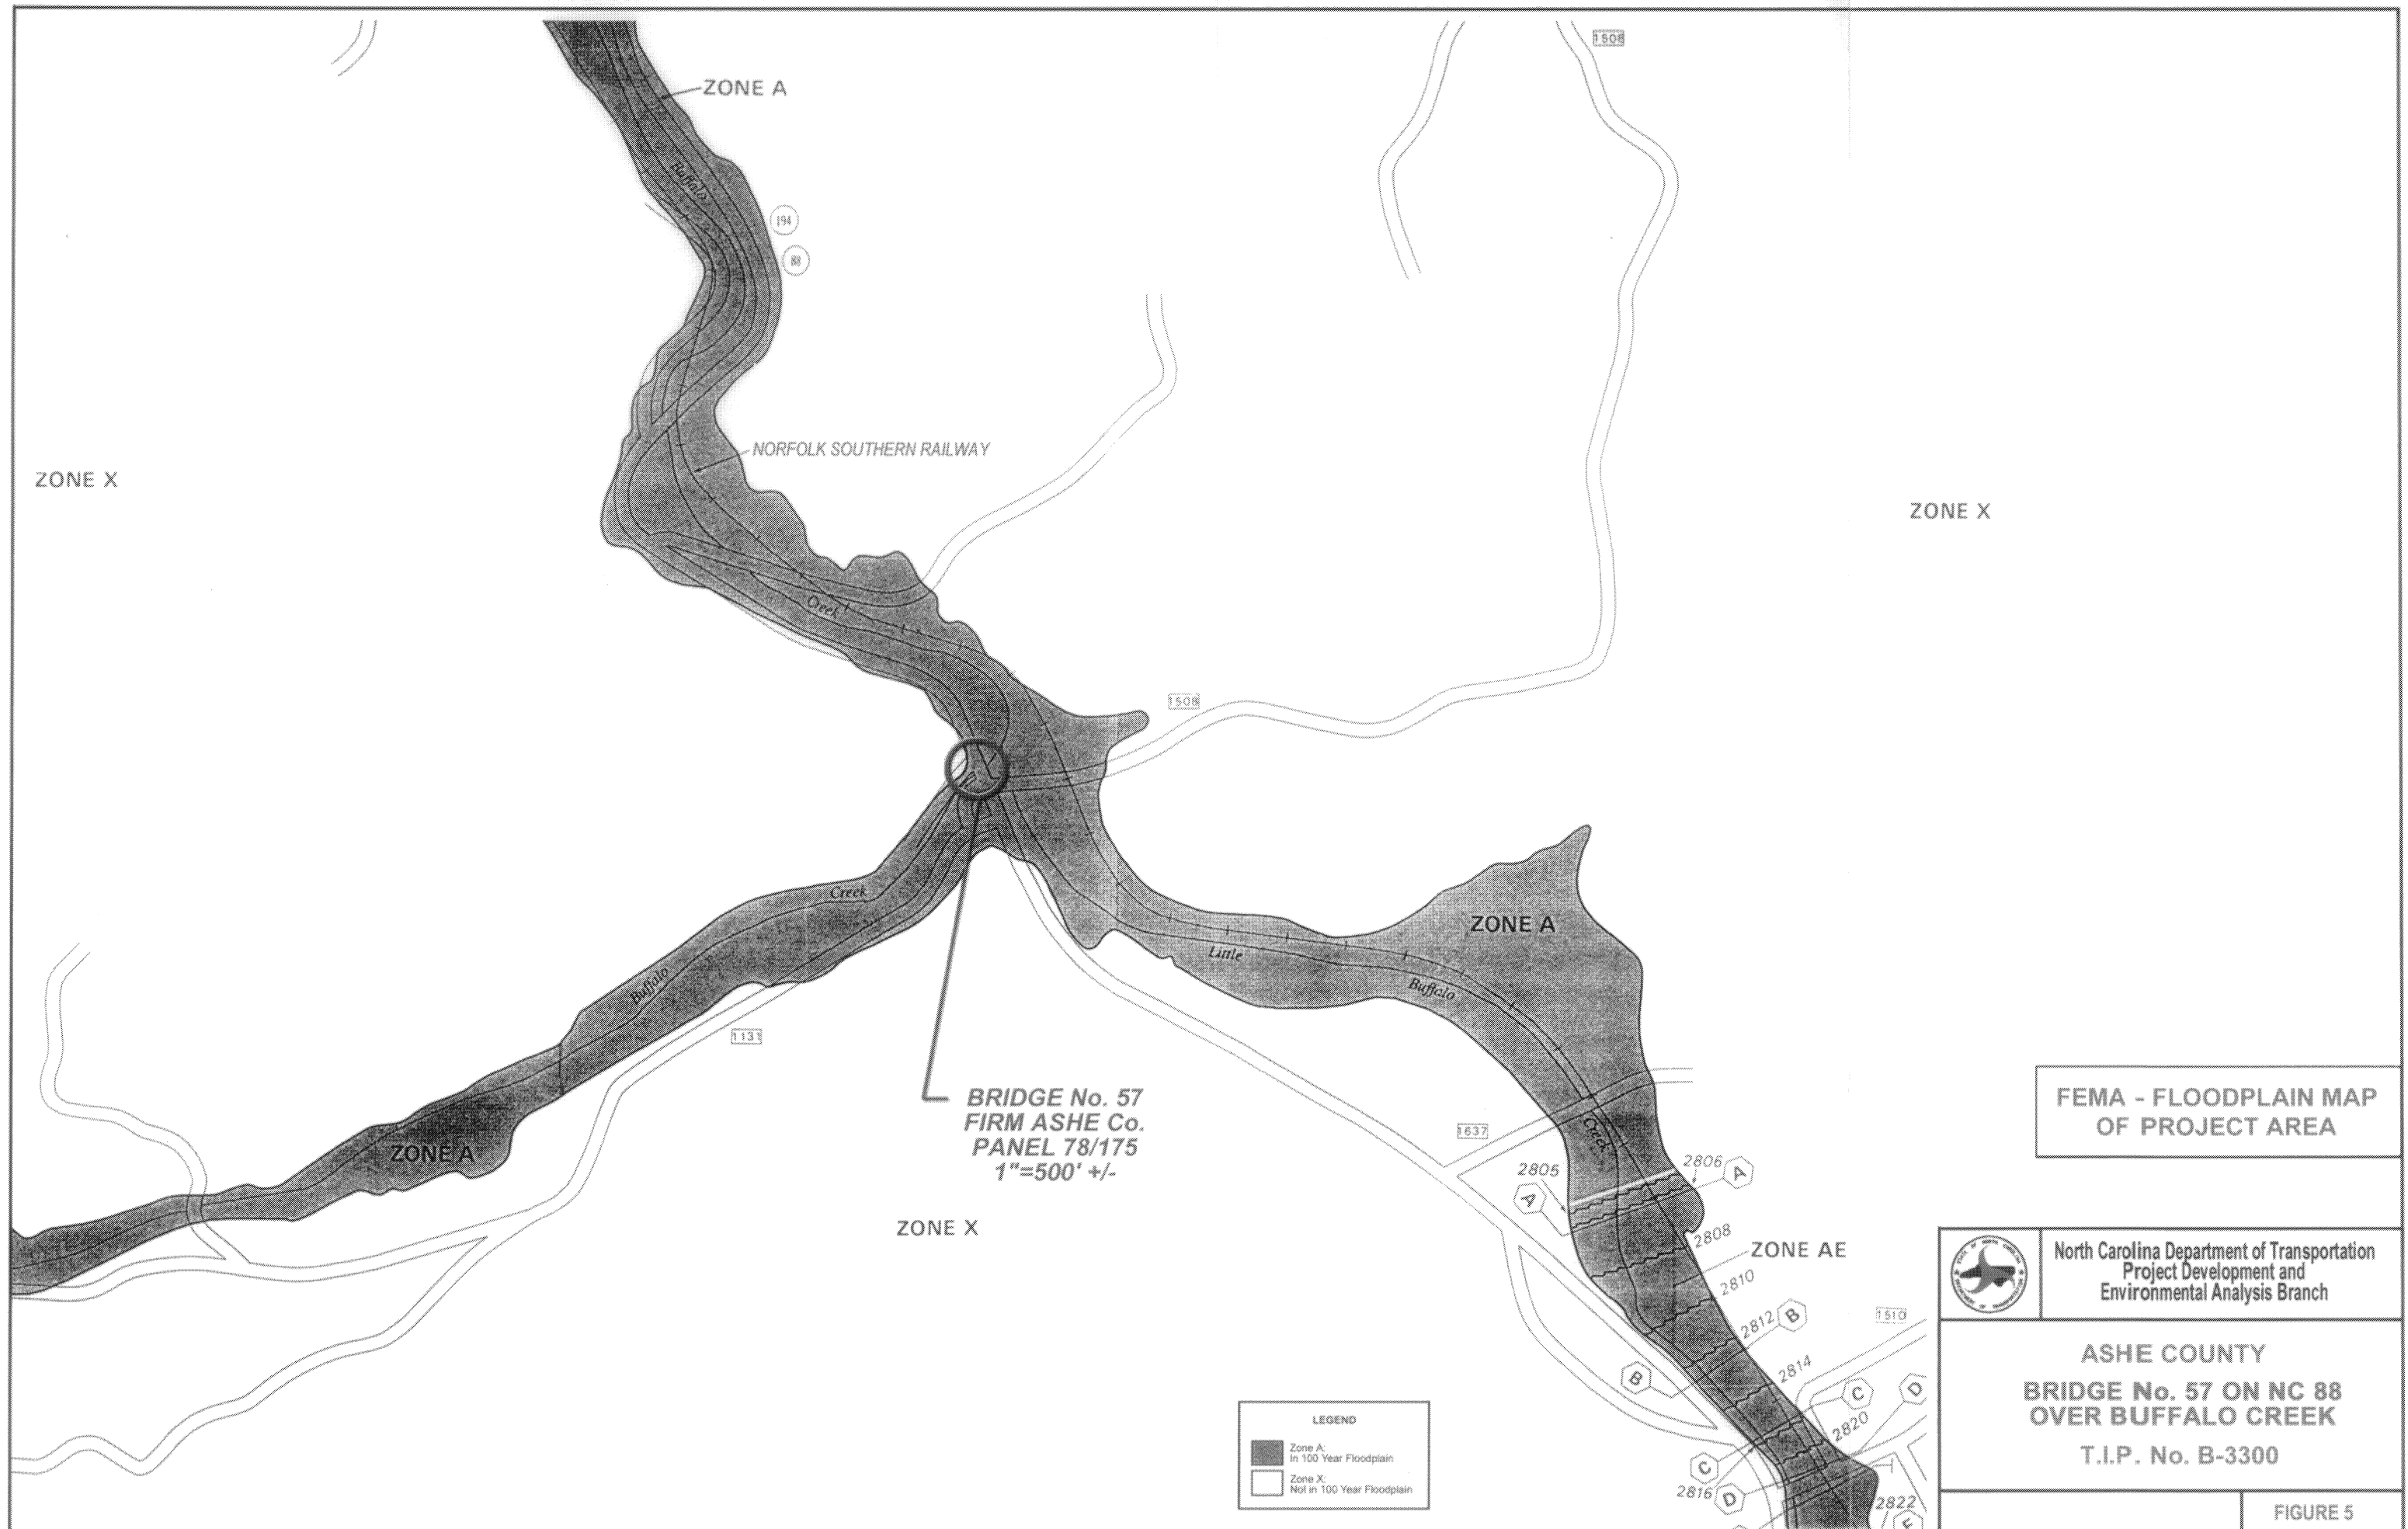 1508
ZONE A
Buffalo
194
88
NORFOLK SOUTHERN RAILWAY
ZONE X
ZONE X
Creek
1508
Creek
ZONE A
Little
Buffalo
Buffalo
1131
BRIDGE No. 57
FIRM ASHE Co.
PANEL 78/175
1"=500' +/-
FEMA - FLOODPLAIN MAP
OF PROJECT AREA
1637
Creek
ZONE A
2805
2806
A
A
ZONE X
2808
ZONE AE
2810
2812
B
1510
B
2814
C
D
2820
C
2816
D
2822
E
LEGEND
Zone A:
In 100 Year Floodplain
Zone X:
Not in 100 Year Floodplain
North Carolina Department of Transportation
Project Development and
Environmental Analysis Branch
ASHE COUNTY
BRIDGE No. 57 ON NC 88
OVER BUFFALO CREEK
T.I.P. No. B-3300
FIGURE 5